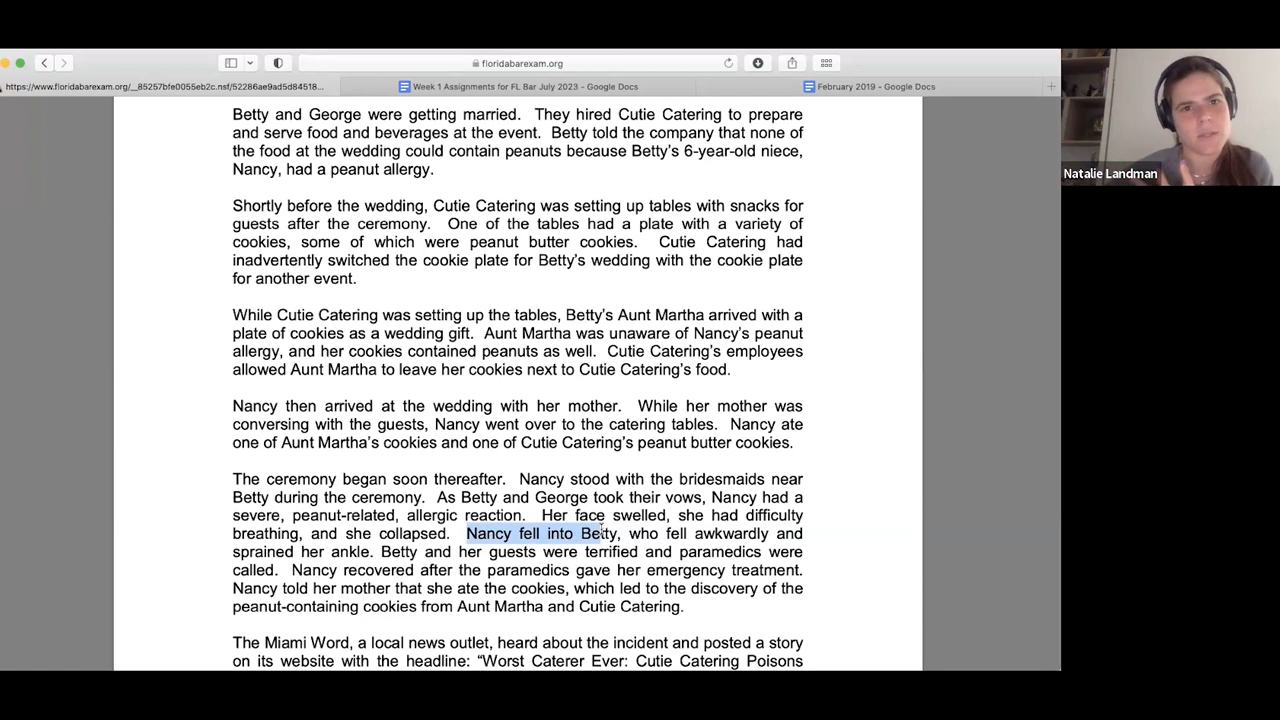 floridabarexam.org
https://www.floridabarexam.org/__85257bfe0055eb2c.nsf/52286ae9ad5d84518...
Week 1 Assignments for FL Bar July 2023 - Google Docs
February 2019 - Google Docs
Betty and George were getting married. They hired Cutie Catering to prepare
and serve food and beverages at the event. Betty told the company that none of
the food at the wedding could contain peanuts because Betty's 6-year-old niece,
Nancy, had a peanut allergy.
Shortly before the wedding, Cutie Catering was setting up tables with snacks for
guests after the ceremony. One of the tables had a plate with a variety of
cookies, some of which were peanut butter cookies. Cutie Catering had
inadvertently switched the cookie plate for Betty's wedding with the cookie plate
for another event.
While Cutie Catering was setting up the tables, Betty's Aunt Martha arrived with a
plate of cookies as a wedding gift. Aunt Martha was unaware of Nancy's peanut
allergy, and her cookies contained peanuts as well. Cutie Catering's employees
allowed Aunt Martha to leave her cookies next to Cutie Catering's food.
Nancy then arrived at the wedding with her mother. While her mother was
conversing with the guests, Nancy went over to the catering tables. Nancy ate
one of Aunt Martha's cookies and one of Cutie Catering's peanut butter cookies.
The ceremony began soon thereafter. Nancy stood with the bridesmaids near
Betty during the ceremony. As Betty and George took their vows, Nancy had a
severe, peanut-related, allergic reaction. Her face swelled, she had difficulty
breathing, and she collapsed. Nancy fell into Betty, who fell awkwardly and
sprained her ankle. Betty and her guests were terrified and paramedics were
called. Nancy recovered after the paramedics gave her emergency treatment.
Nancy told her mother that she ate the cookies, which led to the discovery of the
peanut-containing cookies from Aunt Martha and Cutie Catering.
The Miami Word, a local news outlet, heard about the incident and posted a story
on its website with the headline: “Worst Caterer Ever: Cutie Catering Poisons
Natalie Landman